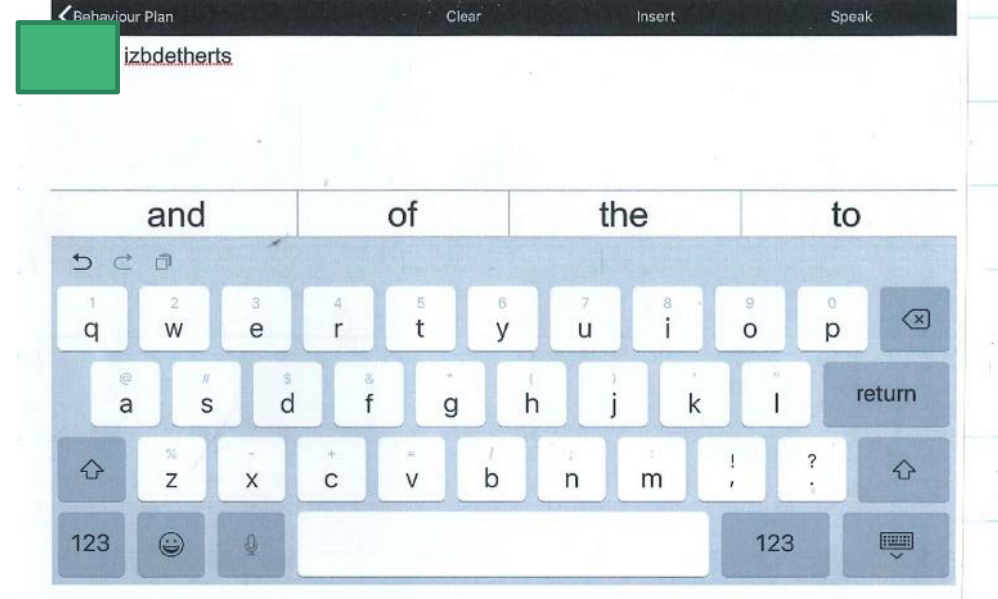 Behaviour Plan Clear Insert Speak
izbdetherts
and of the to
1 2 3 4 5 6 7 8 9 0
q w e r t y u i o p
@ # $ & * ( ) ' "
a s d f g h j k l return
% - + = / ; : ! ?
z x c v b n m , .
123 123